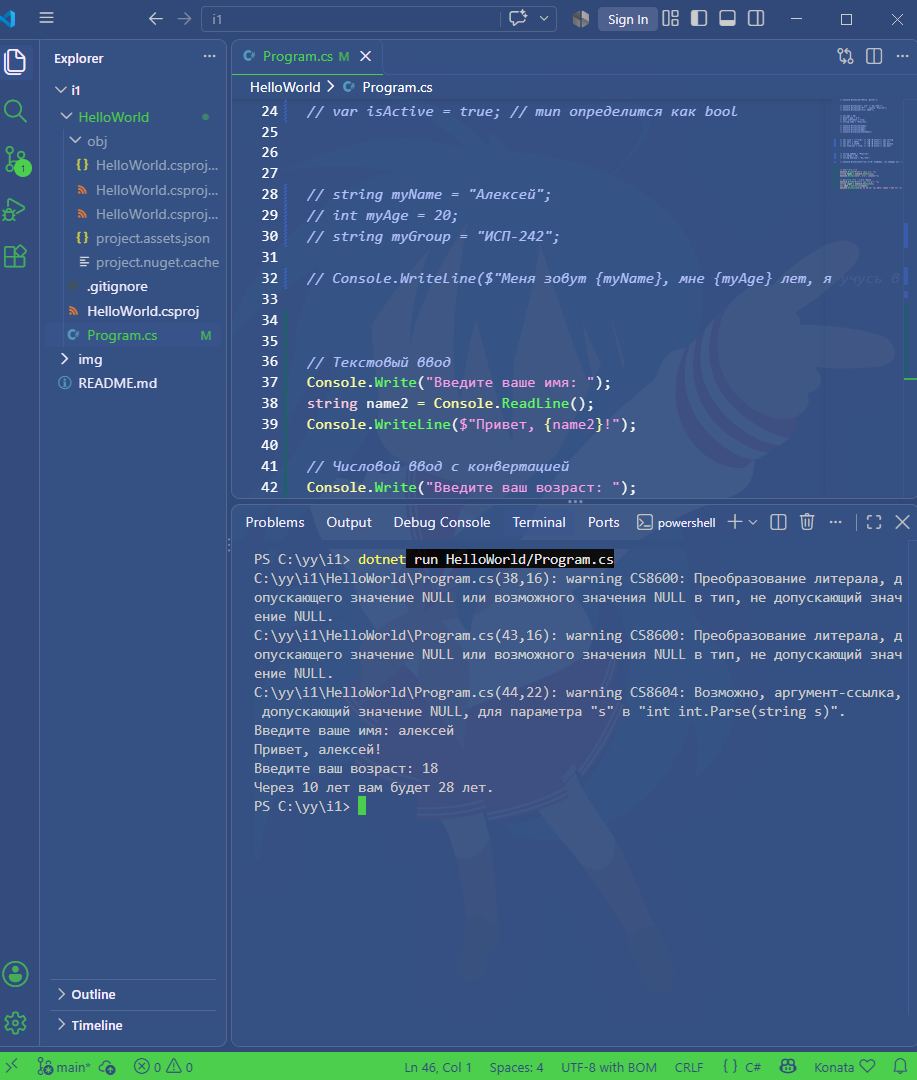 i1
Sign In
Explorer
i1
HelloWorld
obj
HelloWorld.csproj...
HelloWorld.csproj...
HelloWorld.csproj...
project.assets.json
project.nuget.cache
.gitignore
HelloWorld.csproj
Program.cs M
img
README.md
Outline
Timeline
Program.cs M
HelloWorld > Program.cs
24 // var isActive = true; // тип определится как bool
25
26
27
28 // string myName = "Алексей";
29 // int myAge = 20;
30 // string myGroup = "ИСП-242";
31
32 // Console.WriteLine($"Меня зовут {myName}, мне {myAge} лет, я учусь в
33
34
35
36 // Текстовый ввод
37 Console.Write("Введите ваше имя: ");
38 string name2 = Console.ReadLine();
39 Console.WriteLine($"Привет, {name2}!");
40
41 // Числовой ввод с конвертацией
42 Console.Write("Введите ваш возраст: ");
Problems Output Debug Console Terminal Ports powershell
PS C:\yy\i1> dotnet run HelloWorld/Program.cs
C:\yy\i1\HelloWorld\Program.cs(38,16): warning CS8600: Преобразование литерала, д
опускающего значение NULL или возможного значения NULL в тип, не допускающий знач
ение NULL.
C:\yy\i1\HelloWorld\Program.cs(43,16): warning CS8600: Преобразование литерала, д
опускающего значение NULL или возможного значения NULL в тип, не допускающий знач
ение NULL.
C:\yy\i1\HelloWorld\Program.cs(44,22): warning CS8604: Возможно, аргумент-ссылка,
допускающий значение NULL, для параметра "s" в "int int.Parse(string s)".
Введите ваше имя: алексей
Привет, алексей!
Введите ваш возраст: 18
Через 10 лет вам будет 28 лет.
PS C:\yy\i1>
1
main* 0 0 Ln 46, Col 1 Spaces: 4 UTF-8 with BOM CRLF { } C# Konata